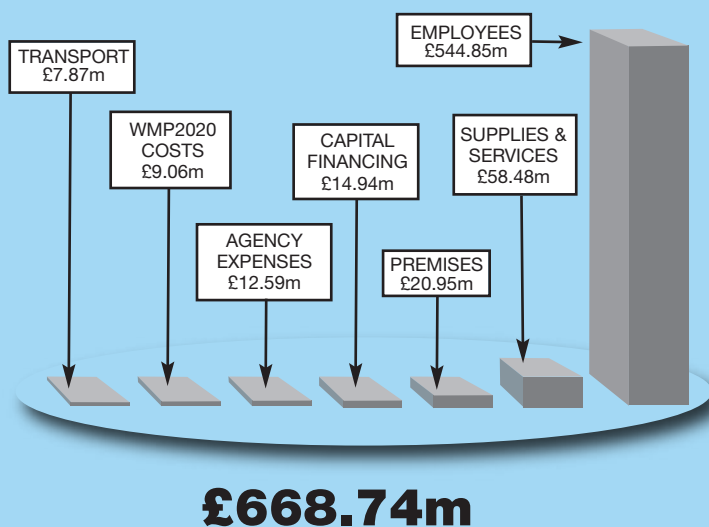 TRANSPORT
£7.87m
WMP2020
COSTS
£9.06m
AGENCY
EXPENSES
£12.59m
CAPITAL
FINANCING
£14.94m
PREMISES
£20.95m
SUPPLIES &
SERVICES
£58.48m
EMPLOYEES
£544.85m
£668.74m